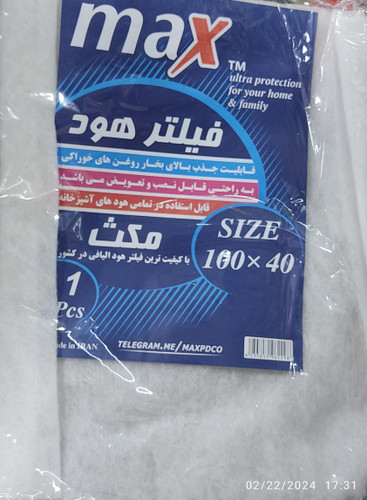 max
TM
ultra protection
for your home
& family
فیلتر هود
قابلیت جذب بالای بخار روغن های خوراکی
به راحتی قابل نصب و تعویض می باشد
قابل استفاده در تمامی هود های آشپزخانه
مکث
با کیفیت ترین فیلتر هود الیافی در کشور
SIZE
100×40
1
Pcs
in IRAN
TELEGRAM.ME/MAXPDCO
02/22/2024 17:31